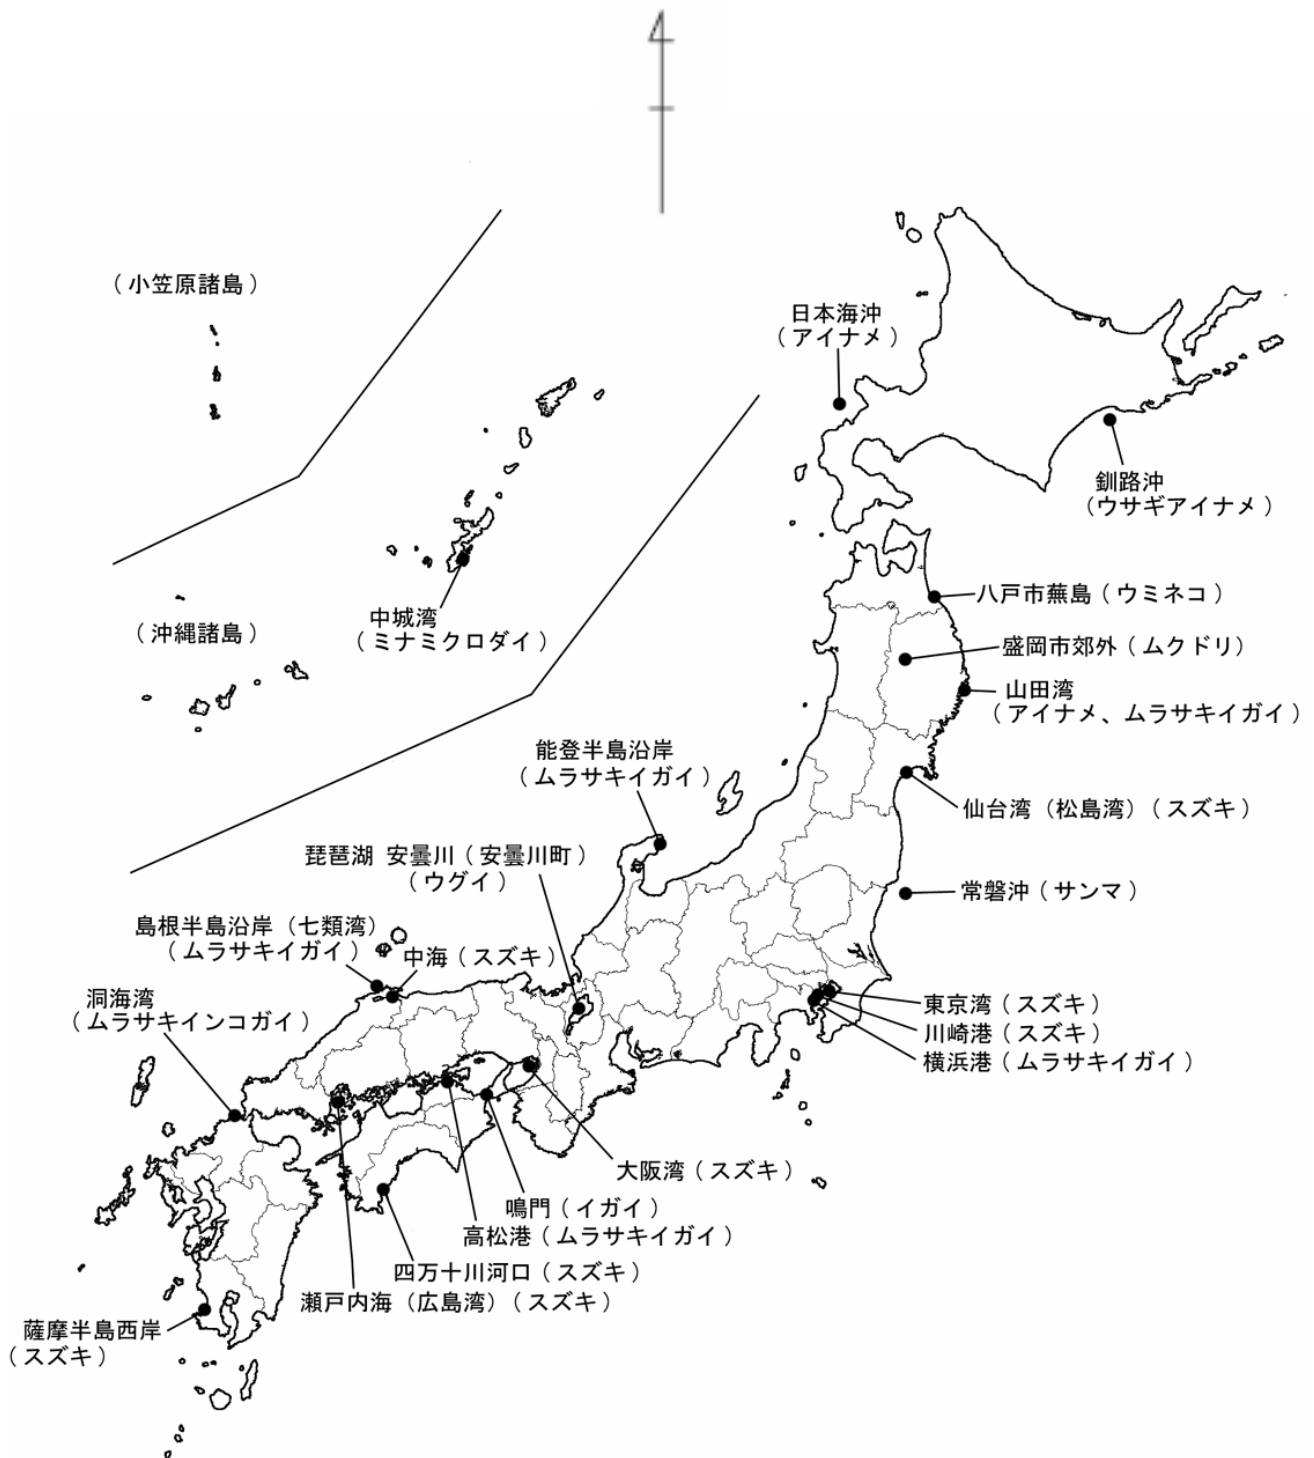 （小笠原諸島）
日本海沖
（アイナメ）
釧路沖
（ウサギアイナメ）
八戸市蕪島（ウミネコ）
中城湾
（ミナミクロダイ）
（沖縄諸島）
盛岡市郊外（ムクドリ）
山田湾
（アイナメ、ムラサキイガイ）
能登半島沿岸
（ムラサキイガイ）
仙台湾（松島湾）（スズキ）
琵琶湖 安曇川（安曇川町）
（ウグイ）
常磐沖（サンマ）
島根半島沿岸（七類湾）
（ムラサキイガイ）
中海（スズキ）
洞海湾
（ムラサキインコガイ）
東京湾（スズキ）
川崎港（スズキ）
横浜港（ムラサキイガイ）
大阪湾（スズキ）
鳴門（イガイ）
高松港（ムラサキイガイ）
四万十川河口（スズキ）
瀬戸内海（広島湾）（スズキ）
薩摩半島西岸
（スズキ）